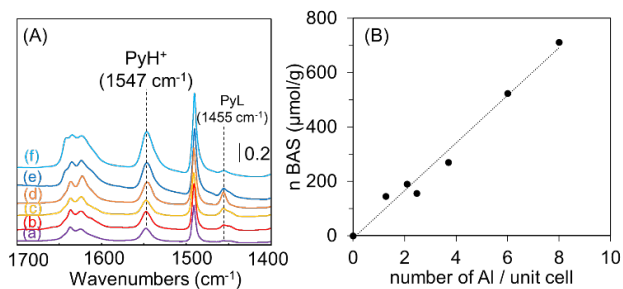 (A)
PyH⁺
(1547 cm⁻¹)
PyL
(1455 cm⁻¹)
0.2
(f)
(e)
(d)
(c)
(b)
(a)
1700 1600 1500 1400
Wavenumbers (cm⁻¹)
(B)
n BAS (μmol/g)
800
600
400
200
0
0 2 4 6 8 10
number of Al / unit cell